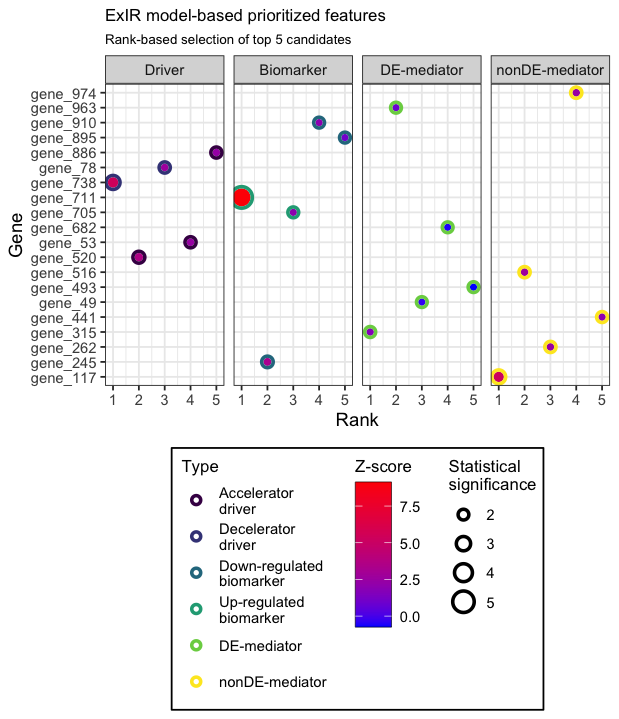 ExIR model-based prioritized features
Rank-based selection of top 5 candidates
Driver
Biomarker
DE-mediator
nonDE-mediator
Gene
gene_974
gene_963
gene_910
gene_895
gene_886
gene_78
gene_738
gene_711
gene_705
gene_682
gene_53
gene_520
gene_516
gene_493
gene_49
gene_441
gene_315
gene_262
gene_245
gene_117
1 2 3 4 5
1 2 3 4 5
1 2 3 4 5
1 2 3 4 5
Rank
Type
Accelerator
driver
Decelerator
driver
Down-regulated
biomarker
Up-regulated
biomarker
DE-mediator
nonDE-mediator
Z-score
7.5
5.0
2.5
0.0
Statistical
significance
2
3
4
5